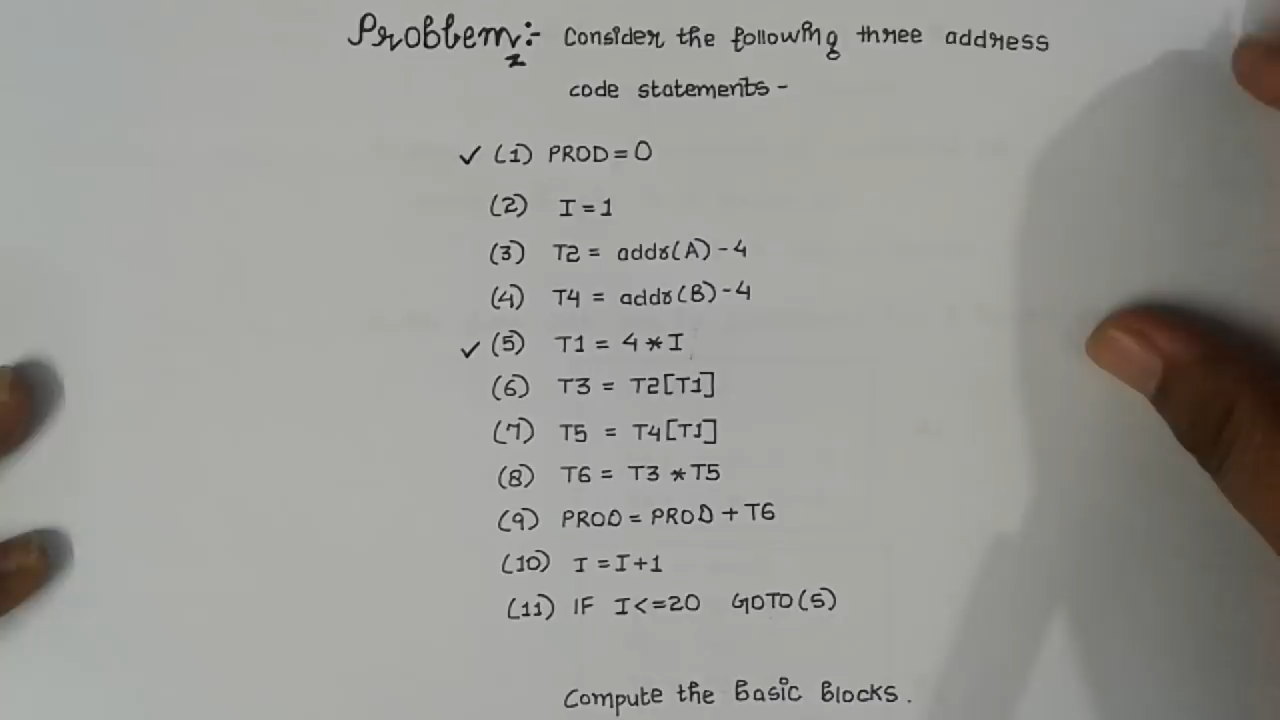 Problem:- Consider the following three address
2
code statements -
✓ (1) PROD = 0
(2) I = 1
(3) T2 = addr(A) - 4
(4) T4 = addr(B) - 4
✓ (5) T1 = 4 * I
(6) T3 = T2[T1]
(7) T5 = T4[T1]
(8) T6 = T3 * T5
(9) PROD = PROD + T6
(10) I = I + 1
(11) IF I <= 20 GOTO (5)
Compute the Basic Blocks.